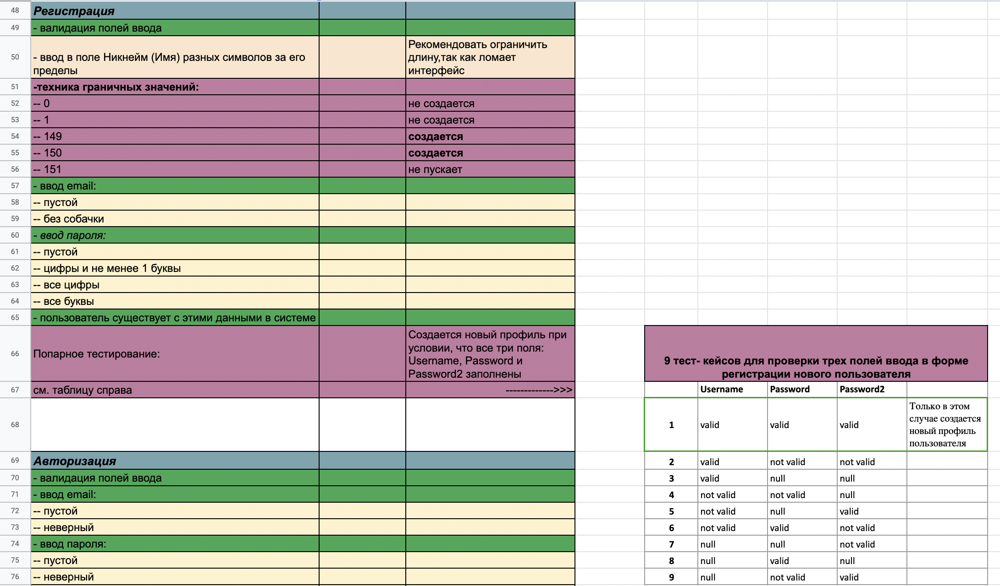 48 Регистрация
49 - валидация полей ввода
50 - ввод в поле Никнейм (Имя) разных символов за его
пределы
Рекомендовать ограничить
длину,так как ломает
интерфейс
51 -техника граничных значений:
52 -- 0 не создается
53 -- 1 не создается
54 -- 149 создается
55 -- 150 создается
56 -- 151 не пускает
57 - ввод email:
58 -- пустой
59 -- без собачки
60 - ввод пароля:
61 -- пустой
62 -- цифры и не менее 1 буквы
63 -- все цифры
64 -- все буквы
65 - пользователь существует с этими данными в системе
66 Попарное тестирование:
Создается новый профиль при
условии, что все три поля:
Username, Password и
Password2 заполнены
9 тест- кейсов для проверки трех полей ввода в форме
регистрации нового пользователя
67 см. таблицу справа ------------->>> Username Password Password2
68 1 valid valid valid
Только в этом
случае создается
новый профиль
пользователя
69 Авторизация 2 valid not valid not valid
70 - валидация полей ввода 3 valid null null
71 - ввод email: 4 not valid not valid null
72 -- пустой 5 not valid null valid
73 -- неверный 6 not valid valid not valid
74 - ввод пароля: 7 null null not valid
75 -- пустой 8 null valid null
76 -- неверный 9 null not valid valid